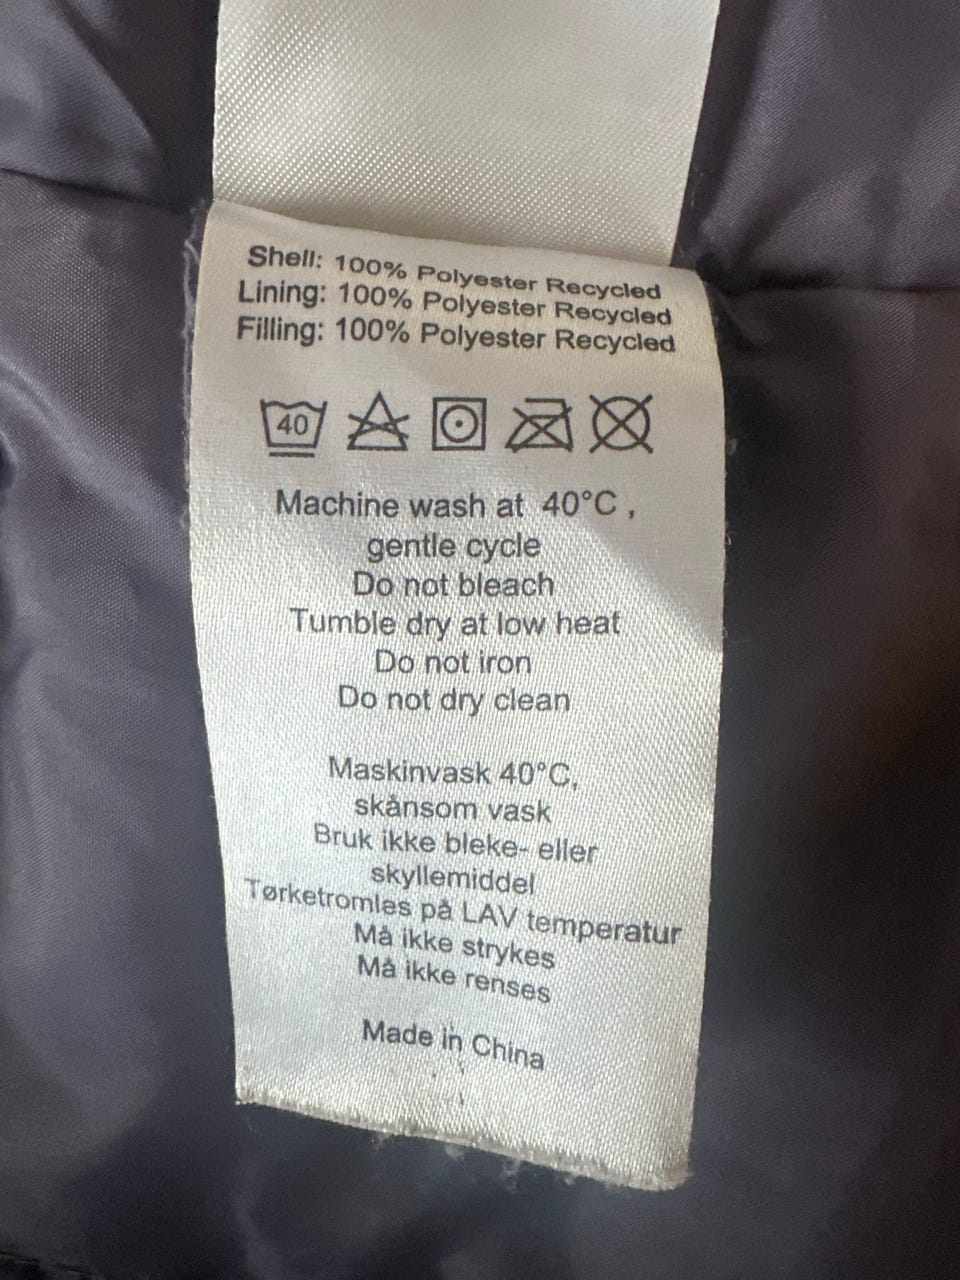 Shell: 100% Polyester Recycled
Lining: 100% Polyester Recycled
Filling: 100% Polyester Recycled
40
Machine wash at 40°C ,
gentle cycle
Do not bleach
Tumble dry at low heat
Do not iron
Do not dry clean
Maskinvask 40°C,
skånsom vask
Bruk ikke bleke- eller
skyllemiddel
Tørketromles på LAV temperatur
Må ikke strykes
Må ikke renses
Made in China